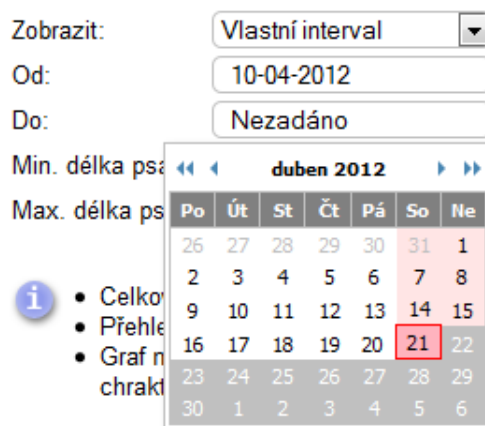 Zobrazit: Vlastní interval
Od: 10-04-2012
Do: Nezadáno
Min. délka
Max. délka
duben 2012
Po Út St Čt Pá So Ne
26 27 28 29 30 31 1
2 3 4 5 6 7 8
9 10 11 12 13 14 15
16 17 18 19 20 21 22
23 24 25 26 27 28 29
30 1 2 3 4 5 6
i
• Celkov
• Přehle
• Graf n
chrakt